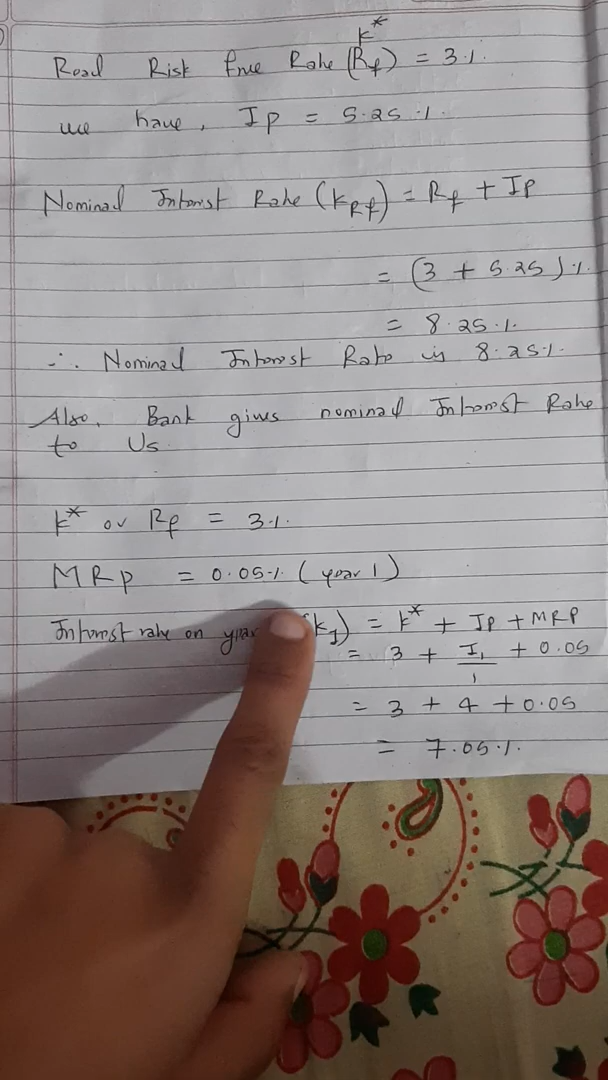 k*
Real Risk free Rate (Rf) = 3%.
we have, Ip = 5.25%.
Nominal Interest Rate (kRf) = Rf + Ip
= (3 + 5.25)%.
= 8.25%.
∴ Nominal Interest Rate is 8.25%.
Also, Bank gives nominal Interest Rate
to Us
k* or Rf = 3%.
MRp = 0.05% (year 1)
Interest rate on (k1) = k* + Ip + MRP
= 3 + I1/1 + 0.05
= 3 + 4 + 0.05
= 7.05%.